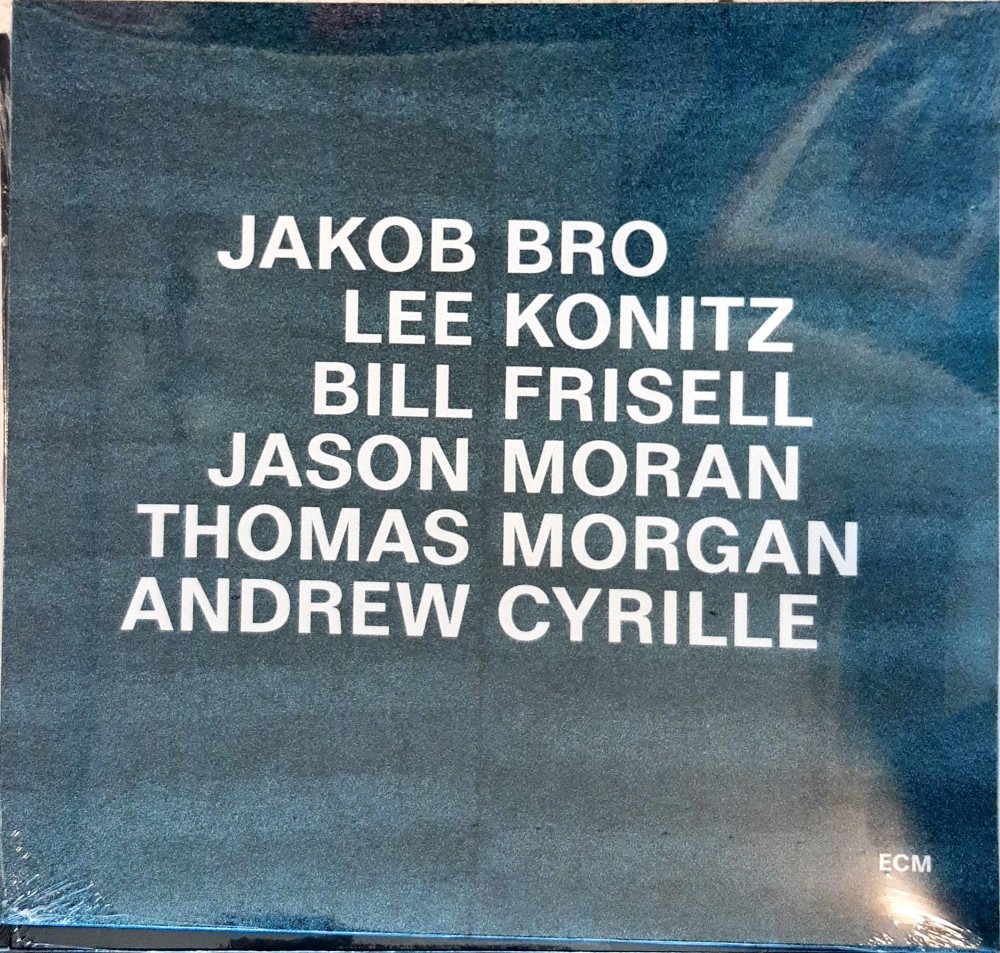 JAKOB BRO
LEE KONITZ
BILL FRISELL
JASON MORAN
THOMAS MORGAN
ANDREW CYRILLE
ECM